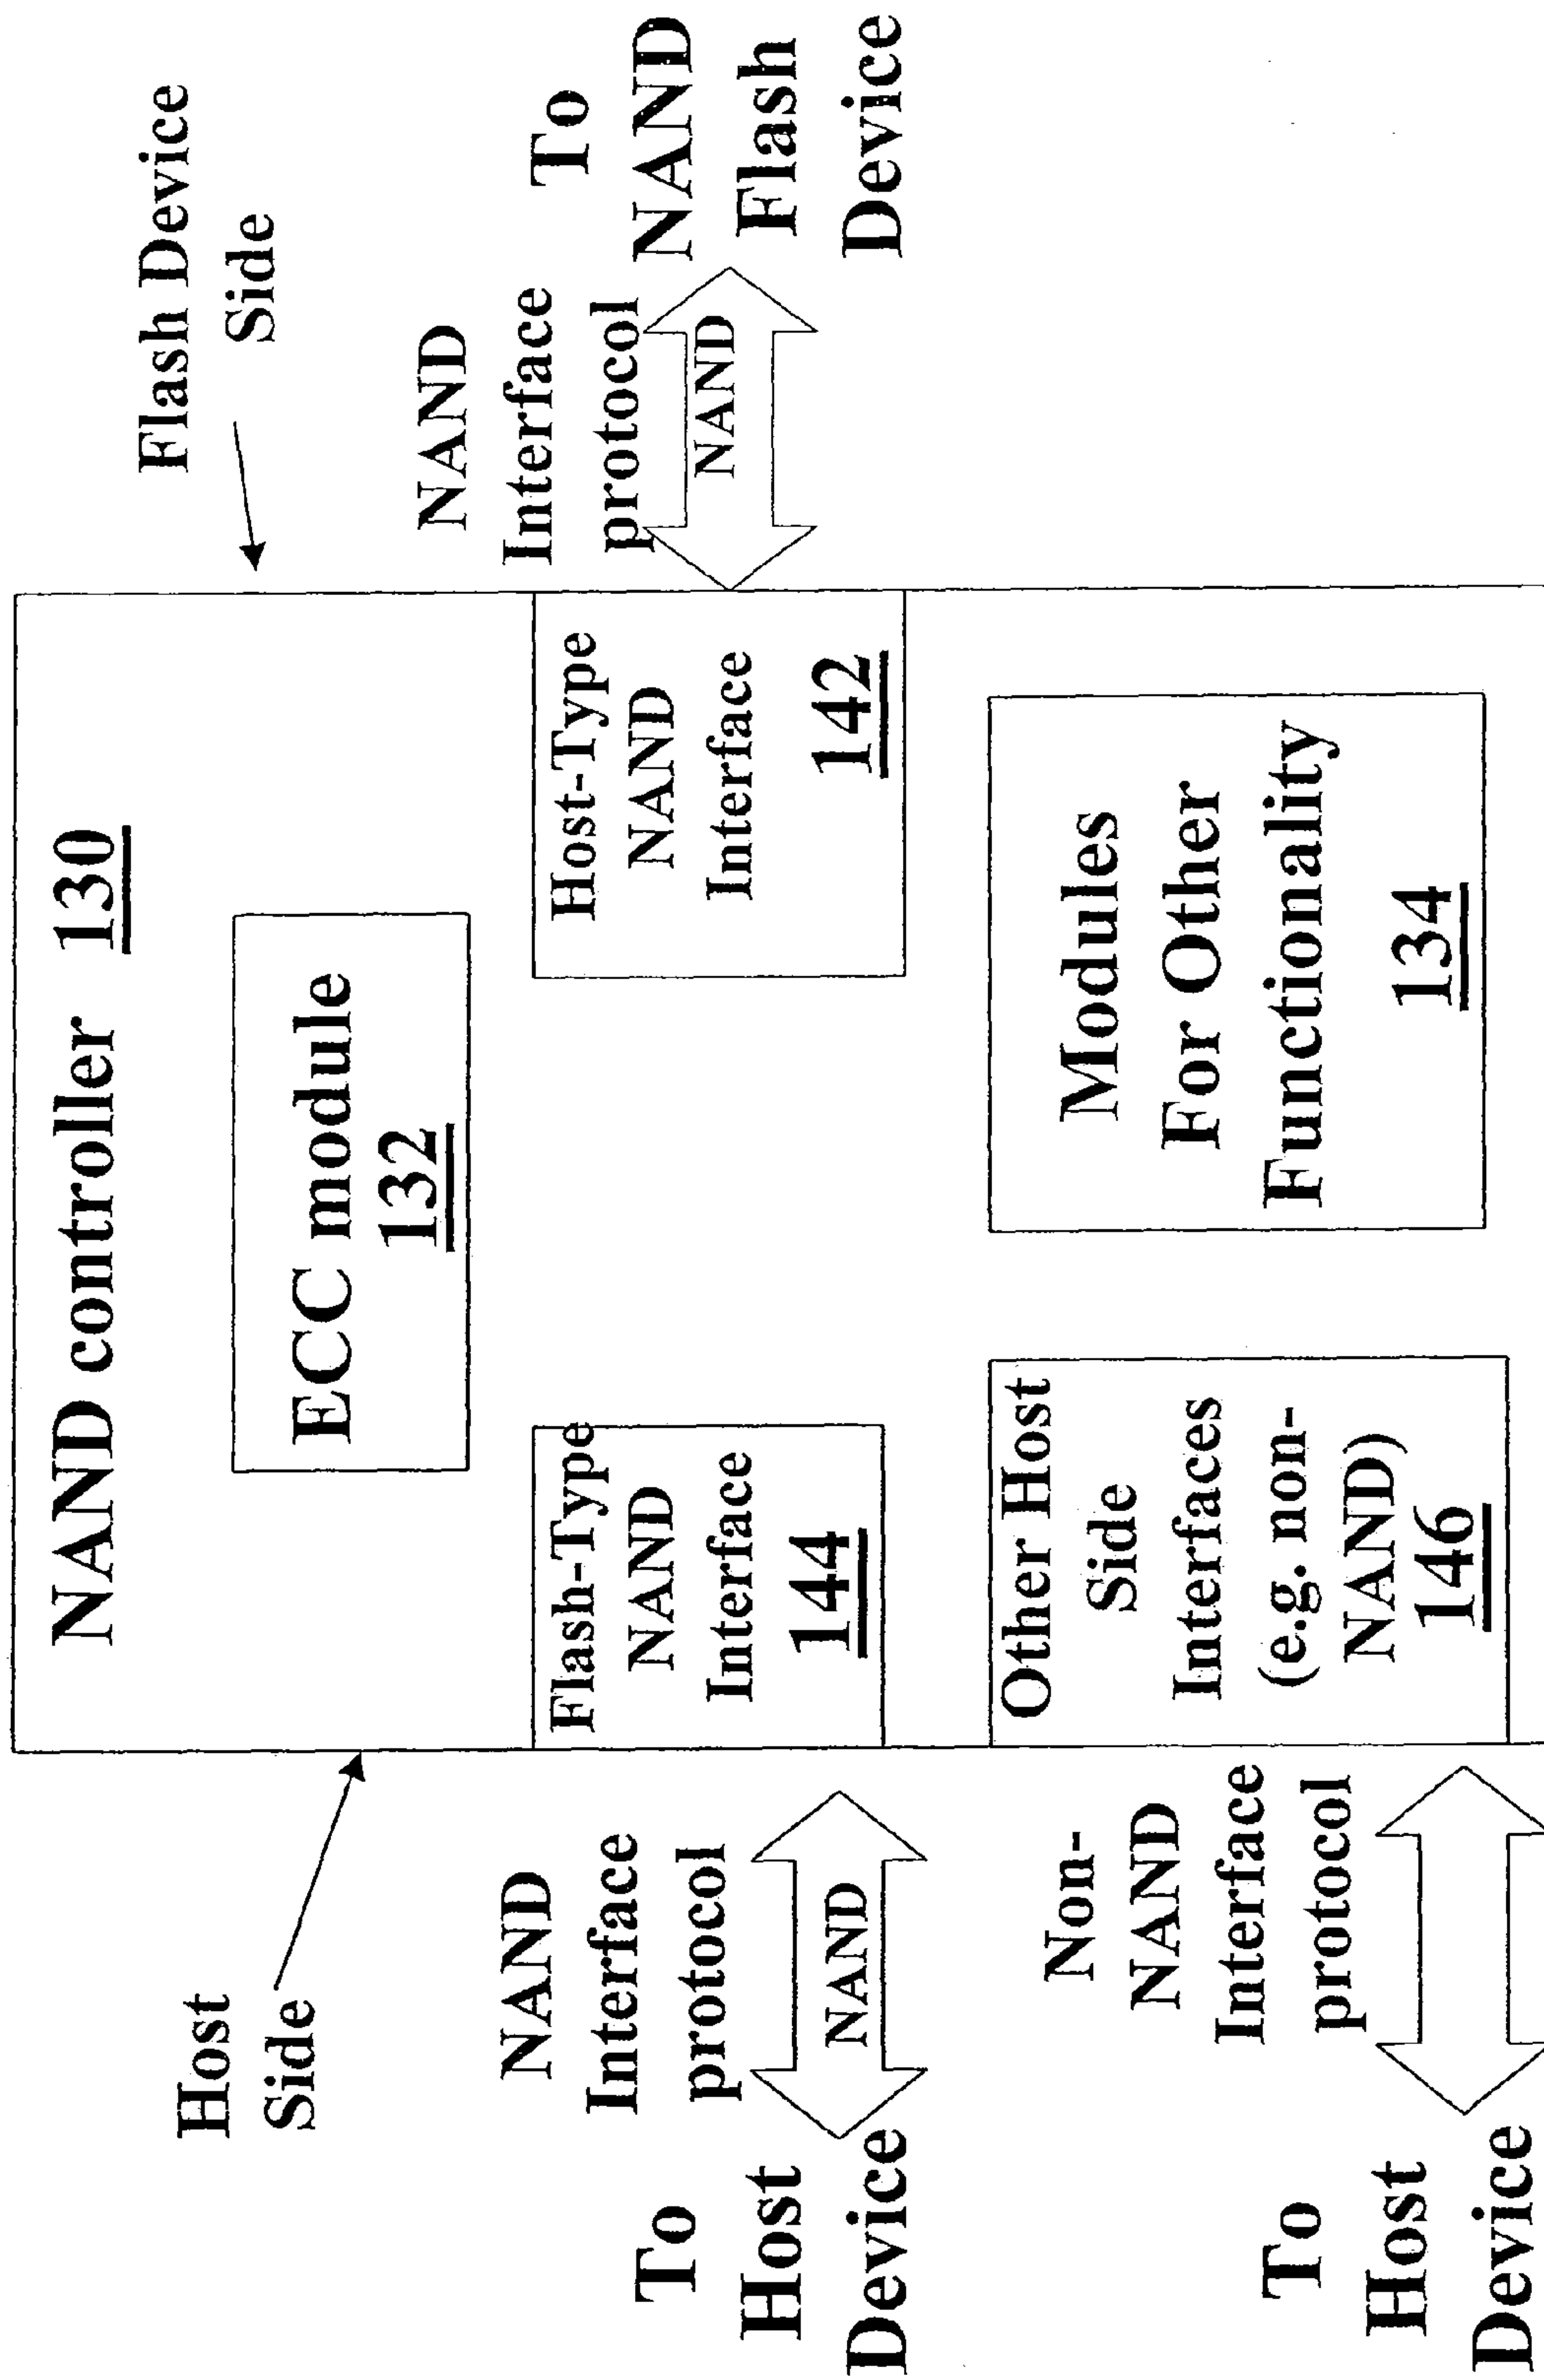 NAND controller 130
Flash Device
Side
Host
Side
ECC module
132
NAND
Interface
protocol
NAND
To
Host
Device
Flash-Type
NAND
Interface
144
Host-Type
NAND
Interface
142
NAND
Interface
protocol
NAND
To
NAND
Flash
Device
Non-
NAND
Interface
protocol
To
Host
Device
Other Host
Side
Interfaces
(e.g. non-
NAND)
146
Modules
For Other
Functionality
134